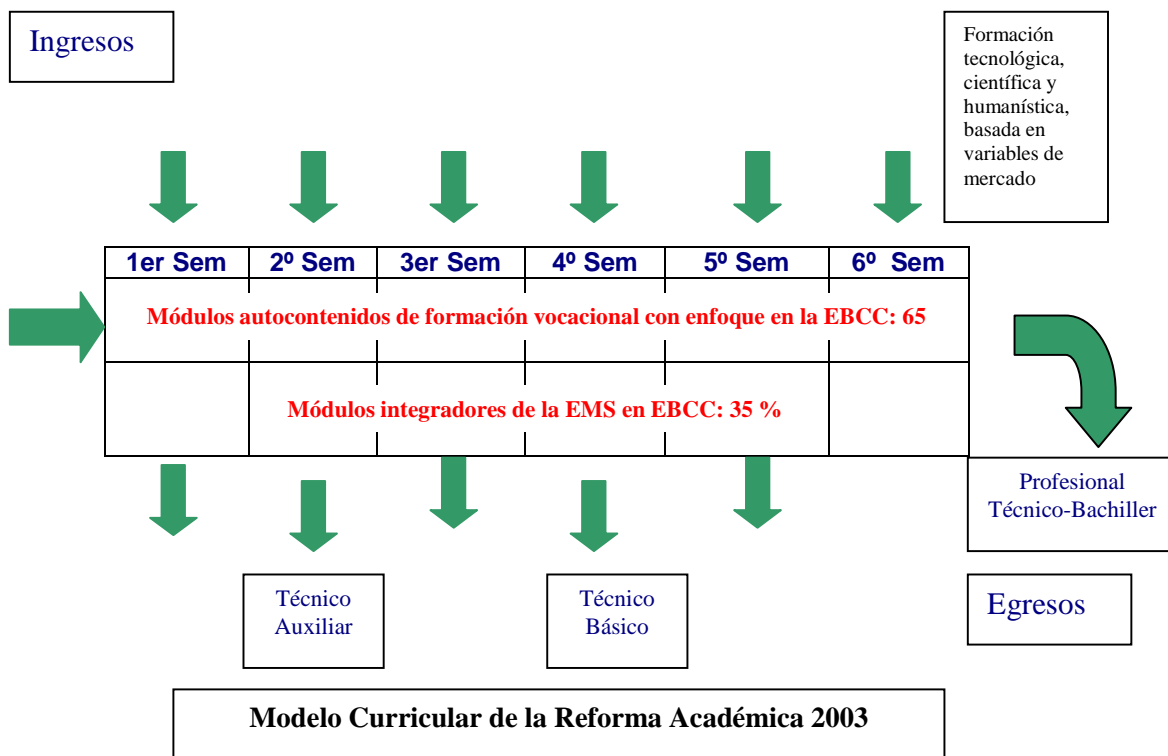 Ingresos
Formación
tecnológica,
científica y
humanística,
basada en
variables de
mercado
1er Sem 2º Sem 3er Sem 4º Sem 5º Sem 6º Sem
Módulos autocontenidos de formación vocacional con enfoque en la EBCC: 65
Módulos integradores de la EMS en EBCC: 35 %
Profesional
Técnico-Bachiller
Técnico
Auxiliar
Técnico
Básico
Egresos
Modelo Curricular de la Reforma Académica 2003